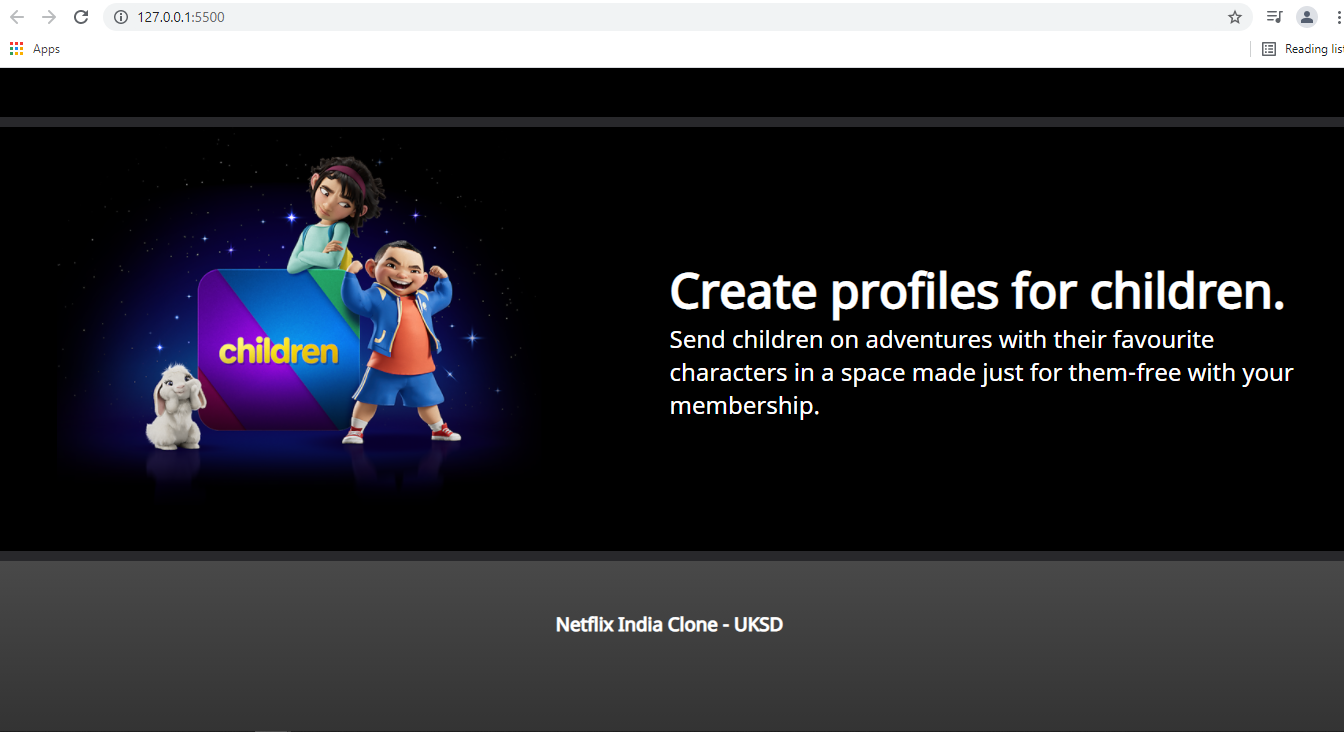 127.0.0.1:5500
Apps
Reading lis
children
Create profiles for children.
Send children on adventures with their favourite
characters in a space made just for them-free with your
membership.
Netflix India Clone - UKSD